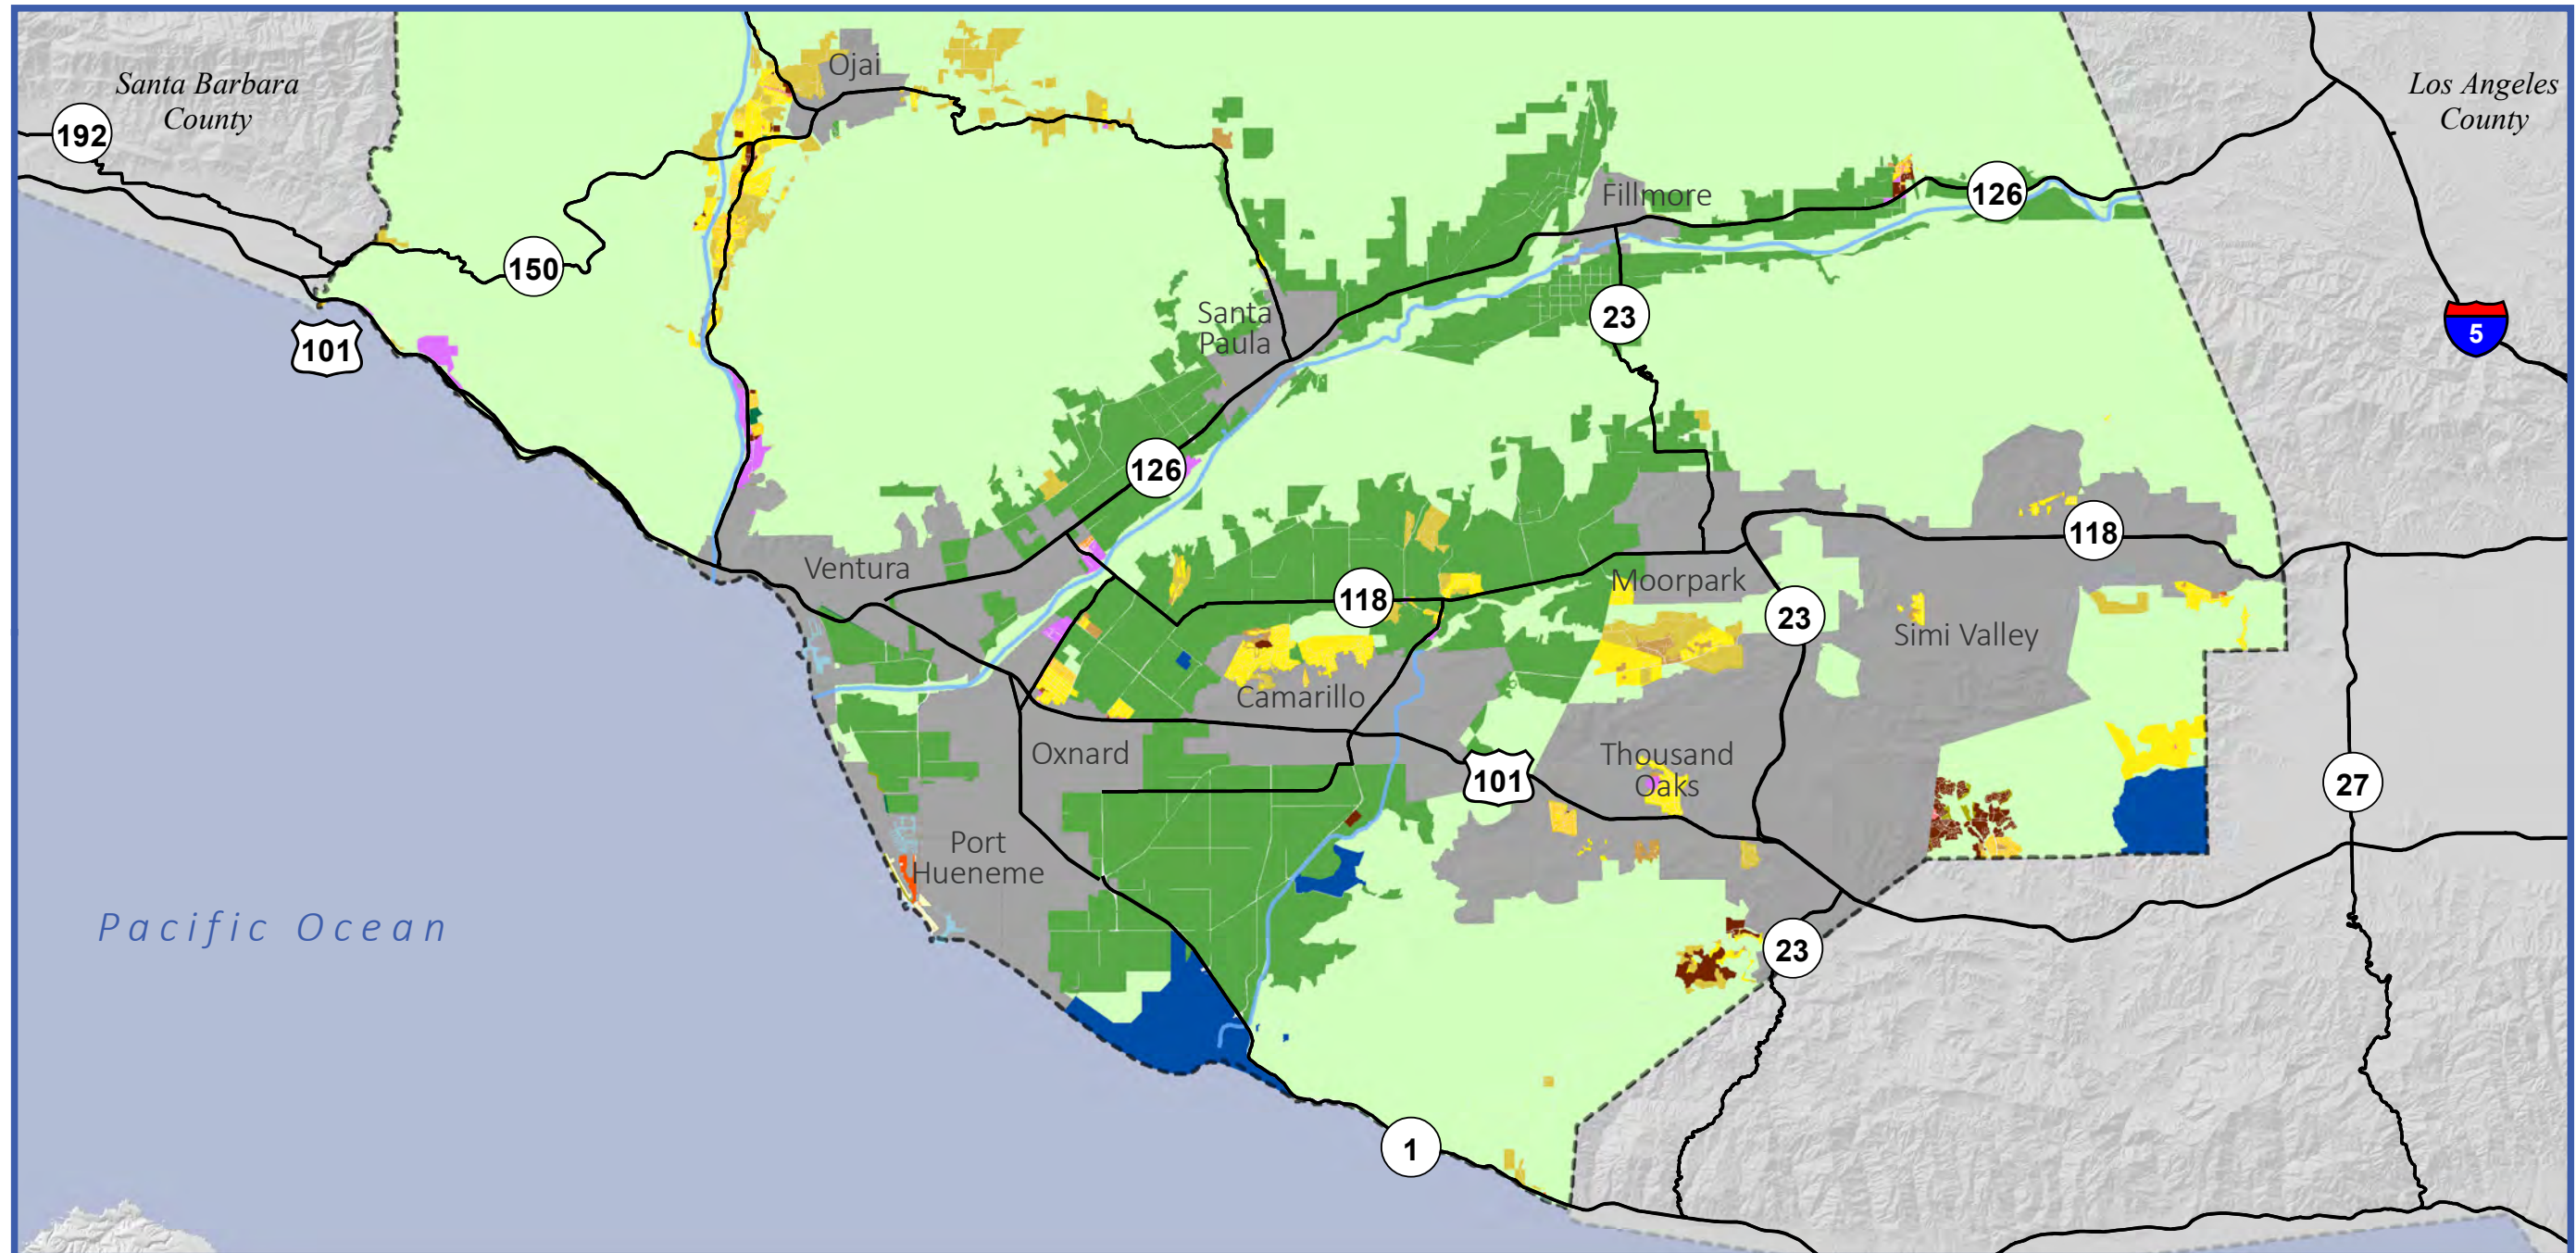 Ojai
Santa Barbara
County
Los Angeles
County
192
Fillmore
126
150
Santa
Paula
23
101
5
126
118
Ventura
Moorpark
118
23
Simi Valley
Camarillo
Oxnard
Thousand
Oaks
101
27
Port
Hueneme
Pacific Ocean
23
1